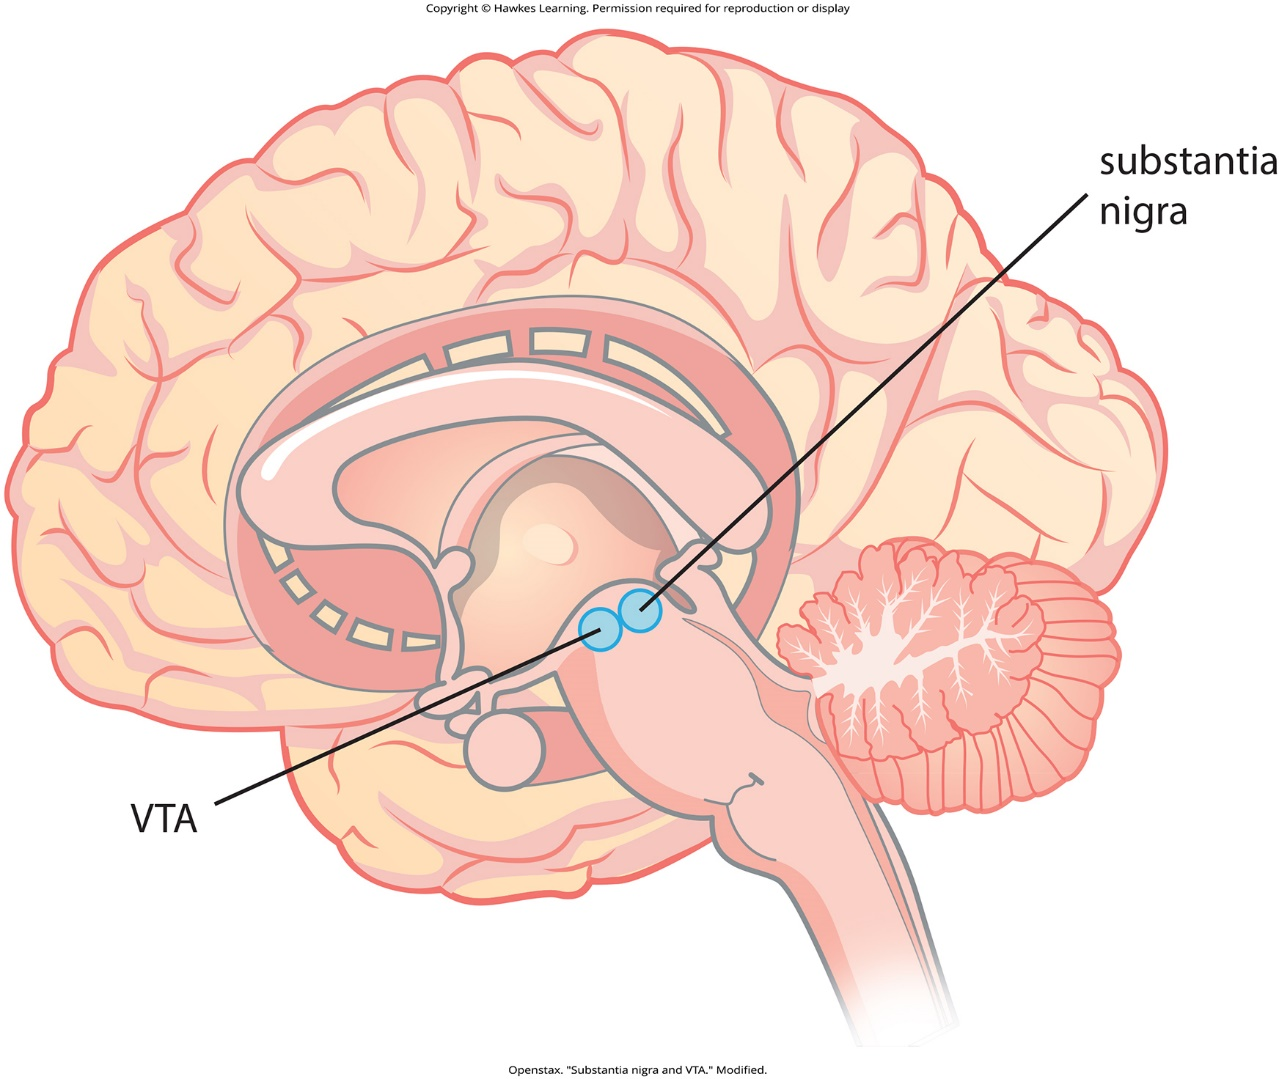 Copyright © Hawkes Learning. Permission required for reproduction or display
substantia
nigra
VTA
Openstax. "Substantia nigra and VTA." Modified.